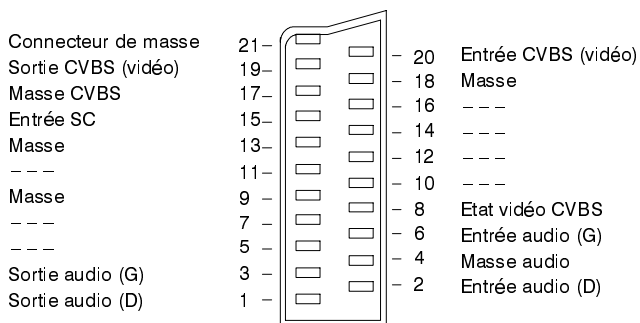 Connecteur de masse 21
Sortie CVBS (vidéo) 19
Masse CVBS 17
Entrée SC 15
Masse 13
– – – 11
Masse 9
– – – 7
– – – 5
Sortie audio (G) 3
Sortie audio (D) 1
20 Entrée CVBS (vidéo)
18 Masse
16 – – –
14 – – –
12 – – –
10 – – –
8 Etat vidéo CVBS
6 Entrée audio (G)
4 Masse audio
2 Entrée audio (D)